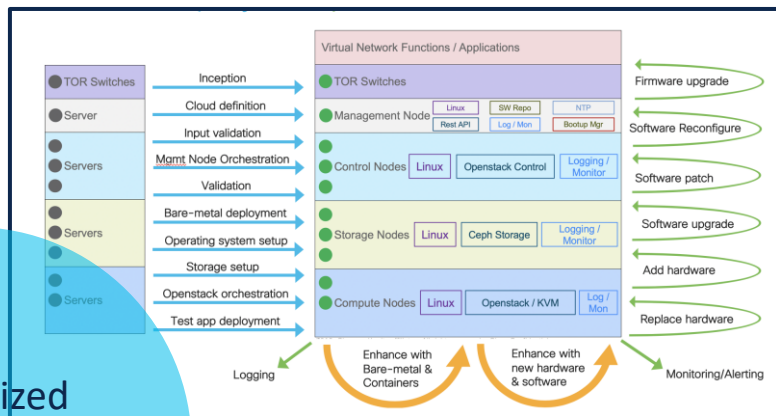 Virtual Network Functions / Applications
TOR Switches
Server
Servers
Servers
Servers
Inception
Cloud definition
Input validation
Mgmt Node Orchestration
Validation
Bare-metal deployment
Operating system setup
Storage setup
Openstack orchestration
Test app deployment
TOR Switches
Management Node
Linux
SW Repo
NTP
Rest API
Log / Mon
Bootup Mgr
Control Nodes
Linux
Openstack Control
Logging /
Monitor
Storage Nodes
Linux
Ceph Storage
Logging /
Monitor
Compute Nodes
Linux
Openstack / KVM
Log /
Mon
Firmware upgrade
Software Reconfigure
Software patch
Software upgrade
Add hardware
Replace hardware
Logging
Enhance with
Bare-metal &
Containers
Enhance with
new hardware
& software
Monitoring/Alerting
ized